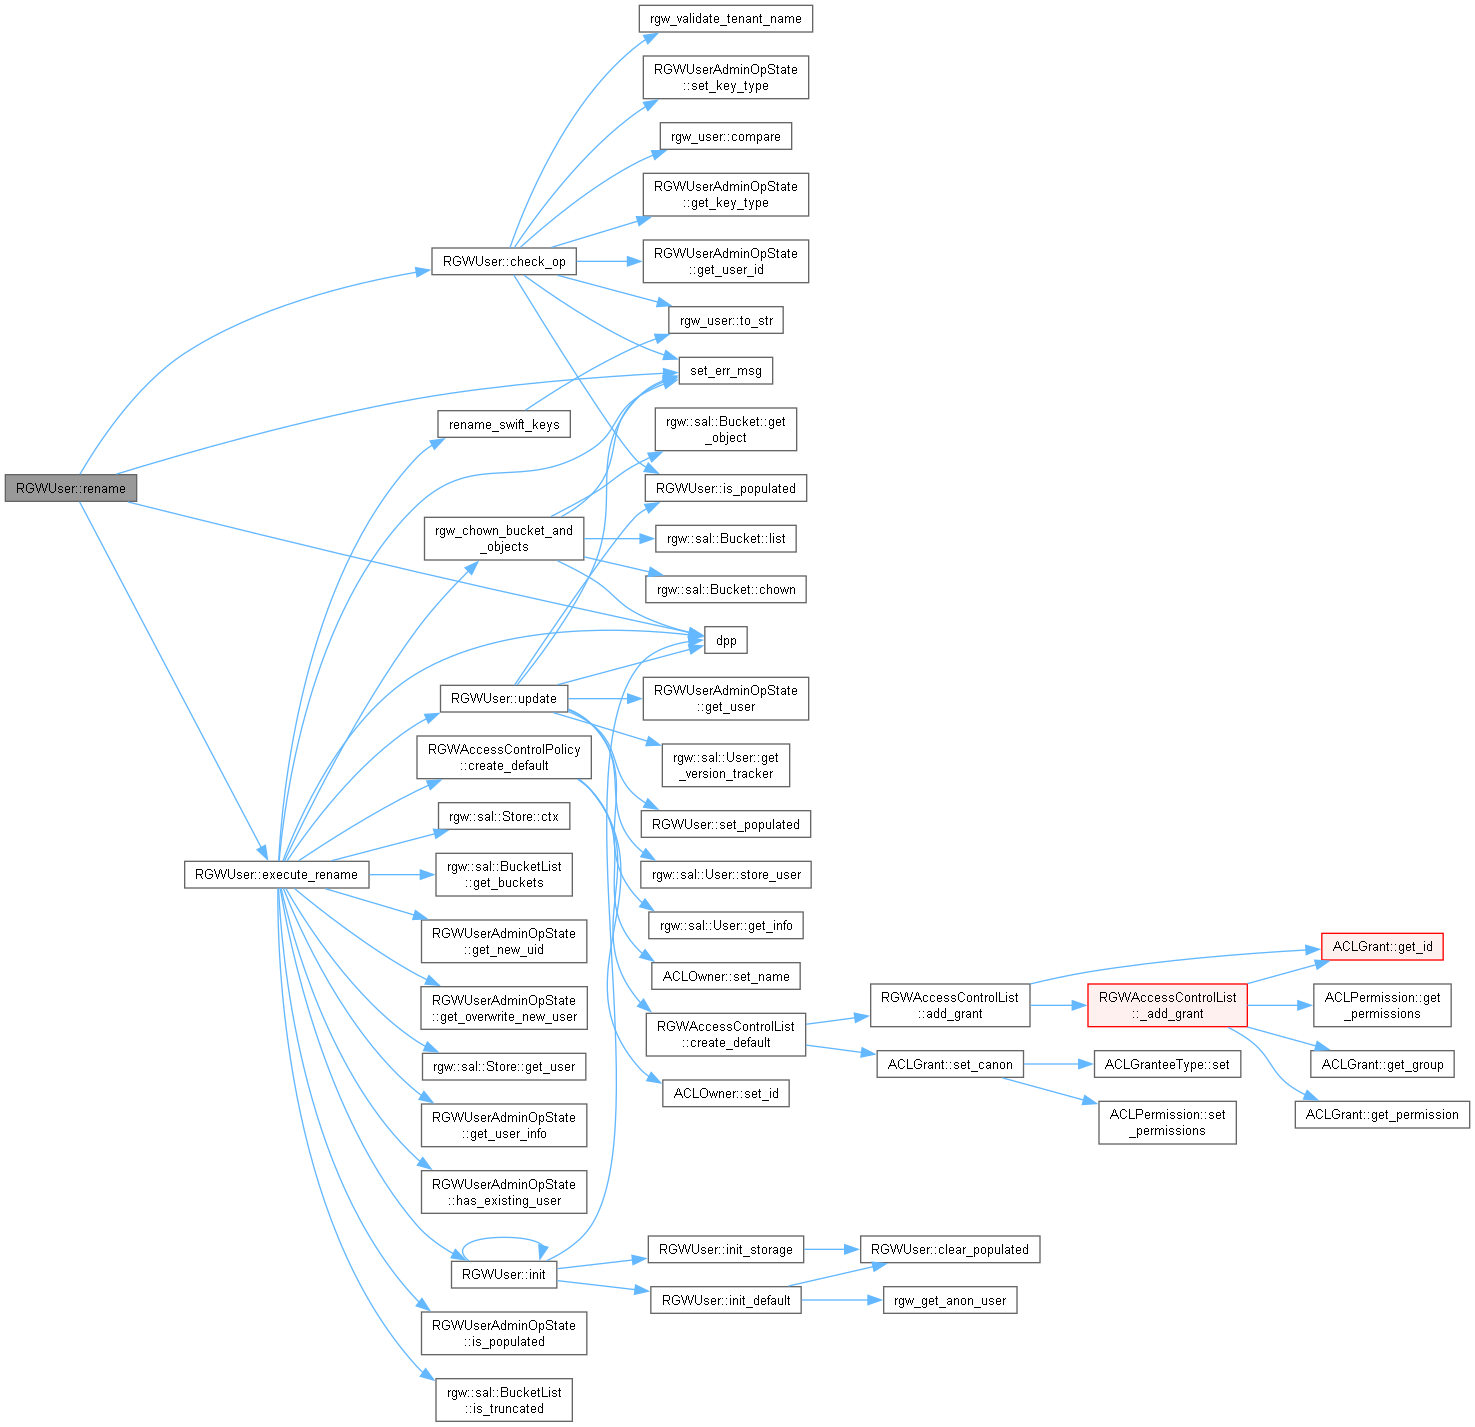 RGWUser::rename
RGWUser::check_op
rename_swift_keys
rgw_chown_bucket_and
_objects
RGWUser::update
RGWAccessControlPolicy
::create_default
rgw::sal::Store::ctx
RGWUser::execute_rename
rgw::sal::BucketList
::get_buckets
RGWUserAdminOpState
::get_new_uid
RGWUserAdminOpState
::get_overwrite_new_user
rgw::sal::Store::get_user
RGWUserAdminOpState
::get_user_info
RGWUserAdminOpState
::has_existing_user
RGWUser::init
RGWUserAdminOpState
::is_populated
rgw::sal::BucketList
::is_truncated
rgw_validate_tenant_name
RGWUserAdminOpState
::set_key_type
rgw_user::compare
RGWUserAdminOpState
::get_key_type
RGWUserAdminOpState
::get_user_id
rgw_user::to_str
set_err_msg
rgw::sal::Bucket::get
_object
RGWUser::is_populated
rgw::sal::Bucket::list
rgw::sal::Bucket::chown
dpp
RGWUserAdminOpState
::get_user
rgw::sal::User::get
_version_tracker
RGWUser::set_populated
rgw::sal::User::store_user
rgw::sal::User::get_info
ACLOwner::set_name
RGWAccessControlList
::create_default
ACLOwner::set_id
RGWUser::init_storage
RGWUser::init_default
RGWAccessControlList
::add_grant
ACLGrant::set_canon
RGWUser::clear_populated
rgw_get_anon_user
RGWAccessControlList
::_add_grant
ACLGranteeType::set
ACLPermission::set
_permissions
ACLGrant::get_id
ACLPermission::get
_permissions
ACLGrant::get_group
ACLGrant::get_permission